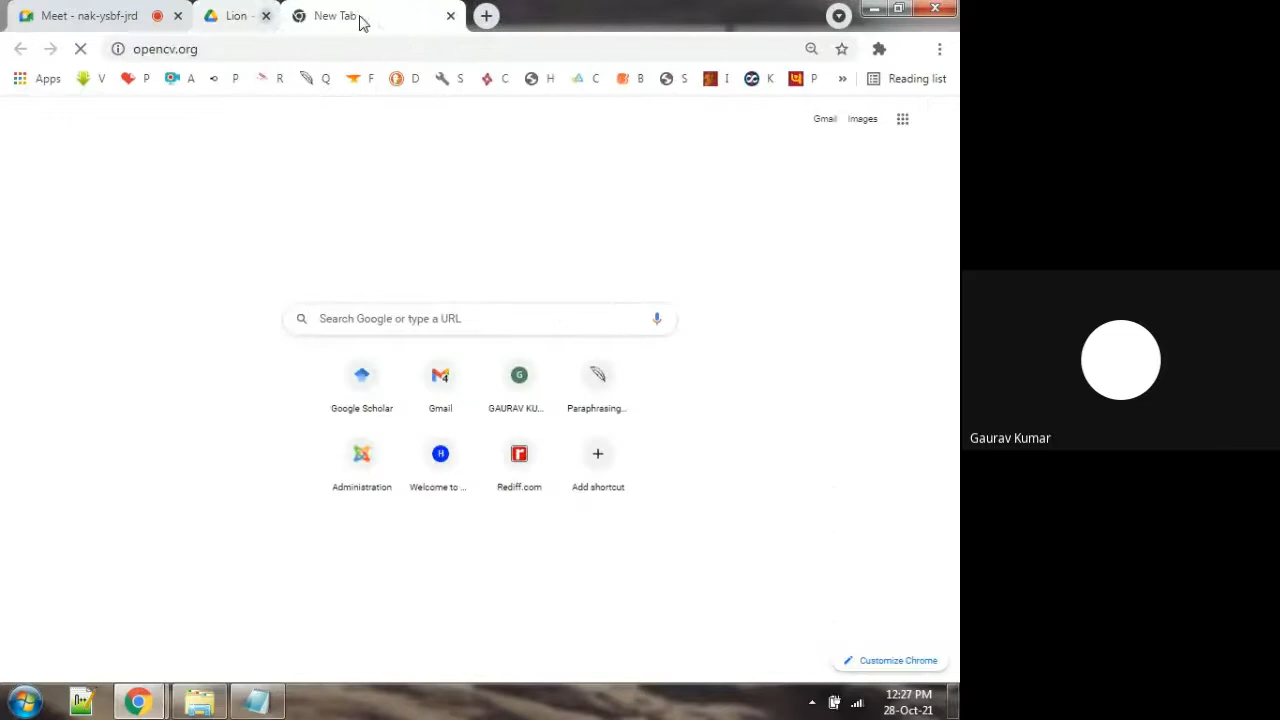 Meet - nak-ysbf-jrd
Lion -
New Tab
opencv.org
Apps V P A P R Q F D S C H C B S I K P » Reading list
Gmail Images
Search Google or type a URL
Google Scholar Gmail GAURAV KU... Paraphrasing...
Administration Welcome to ... Rediff.com Add shortcut
Gaurav Kumar
Customize Chrome
12:27 PM
28-Oct-21